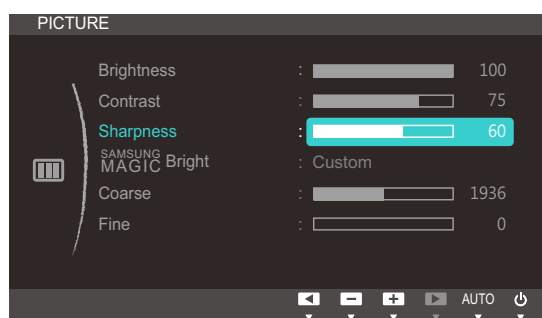 PICTURE
Brightness : 100
Contrast : 75
Sharpness : 60
SAMSUNG MAGIC Bright : Custom
Coarse : 1936
Fine : 0
AUTO